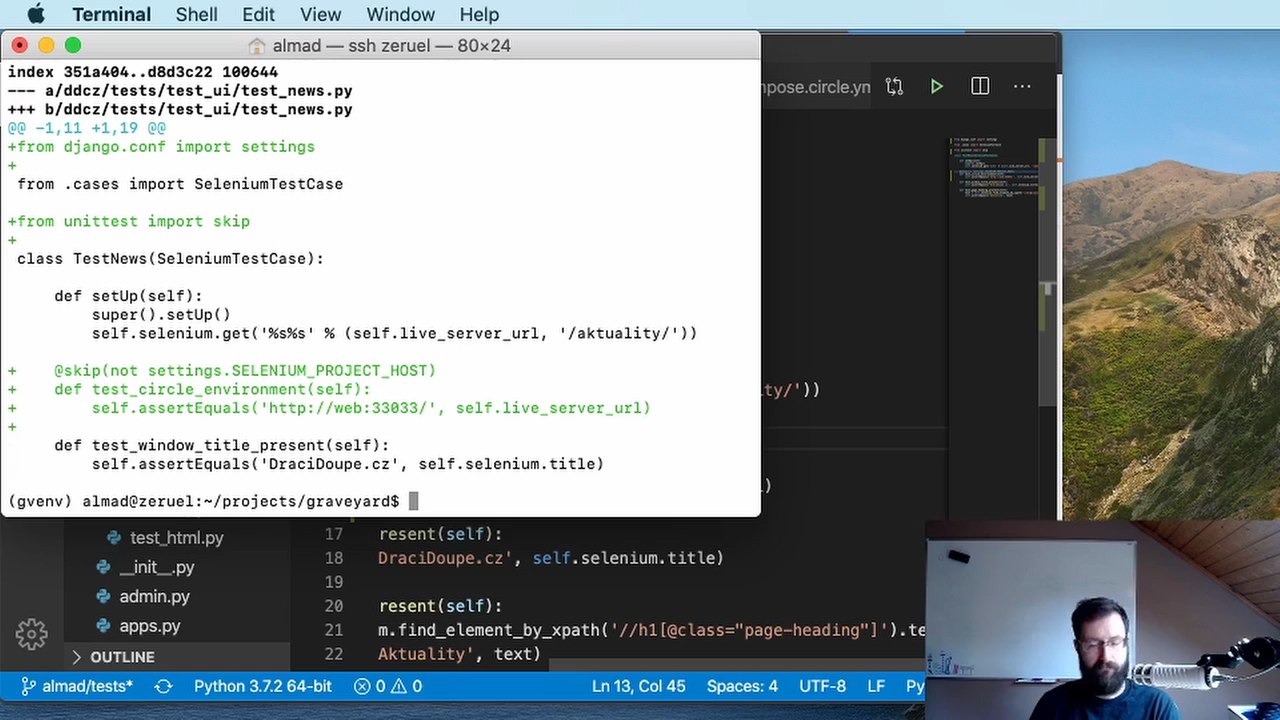 Terminal Shell Edit View Window Help
almad — ssh zeruel — 80×24
index 351a404..d8d3c22 100644
--- a/ddcz/tests/test_ui/test_news.py
+++ b/ddcz/tests/test_ui/test_news.py
@@ -1,11 +1,19 @@
+from django.conf import settings
+
from .cases import SeleniumTestCase
+from unittest import skip
+
class TestNews(SeleniumTestCase):
def setUp(self):
super().setUp()
self.selenium.get('%s%s' % (self.live_server_url, '/aktuality/'))
+ @skip(not settings.SELENIUM_PROJECT_HOST)
+ def test_circle_environment(self):
+ self.assertEquals('http://web:33033/', self.live_server_url)
+
def test_window_title_present(self):
self.assertEquals('DraciDoupe.cz', self.selenium.title)
(gvenv) almad@zeruel:~/projects/graveyard$
mpose.circle.ym
ty/'))
)
test_html.py
__init__.py
admin.py
apps.py
OUTLINE
17 resent(self):
18 DraciDoupe.cz', self.selenium.title)
19
20 resent(self):
21 m.find_element_by_xpath('//h1[@class="page-heading"]').te
22 Aktuality', text)
almad/tests* Python 3.7.2 64-bit 0 0 Ln 13, Col 45 Spaces: 4 UTF-8 LF Py